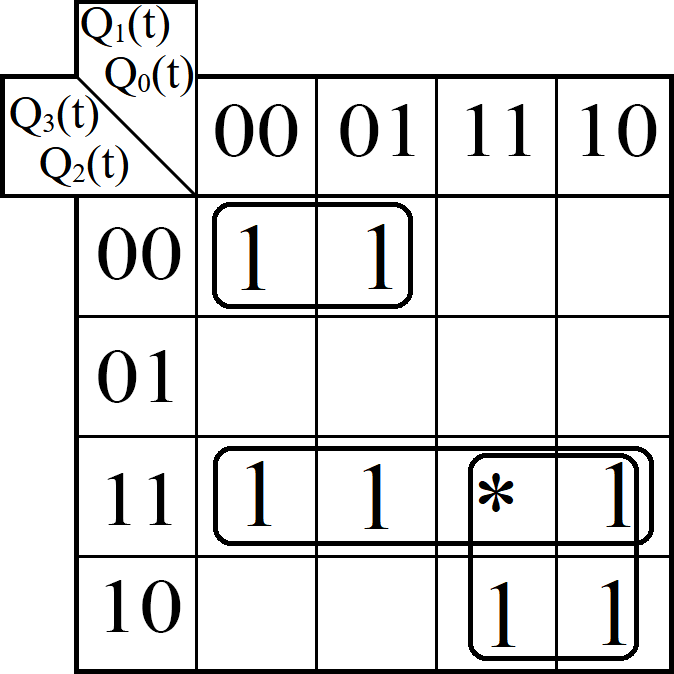 Q₁(t)
Q₀(t)
Q₃(t)
Q₂(t)
00 01 11 10
00 1 1
01
11 1 1 * 1
10 1 1